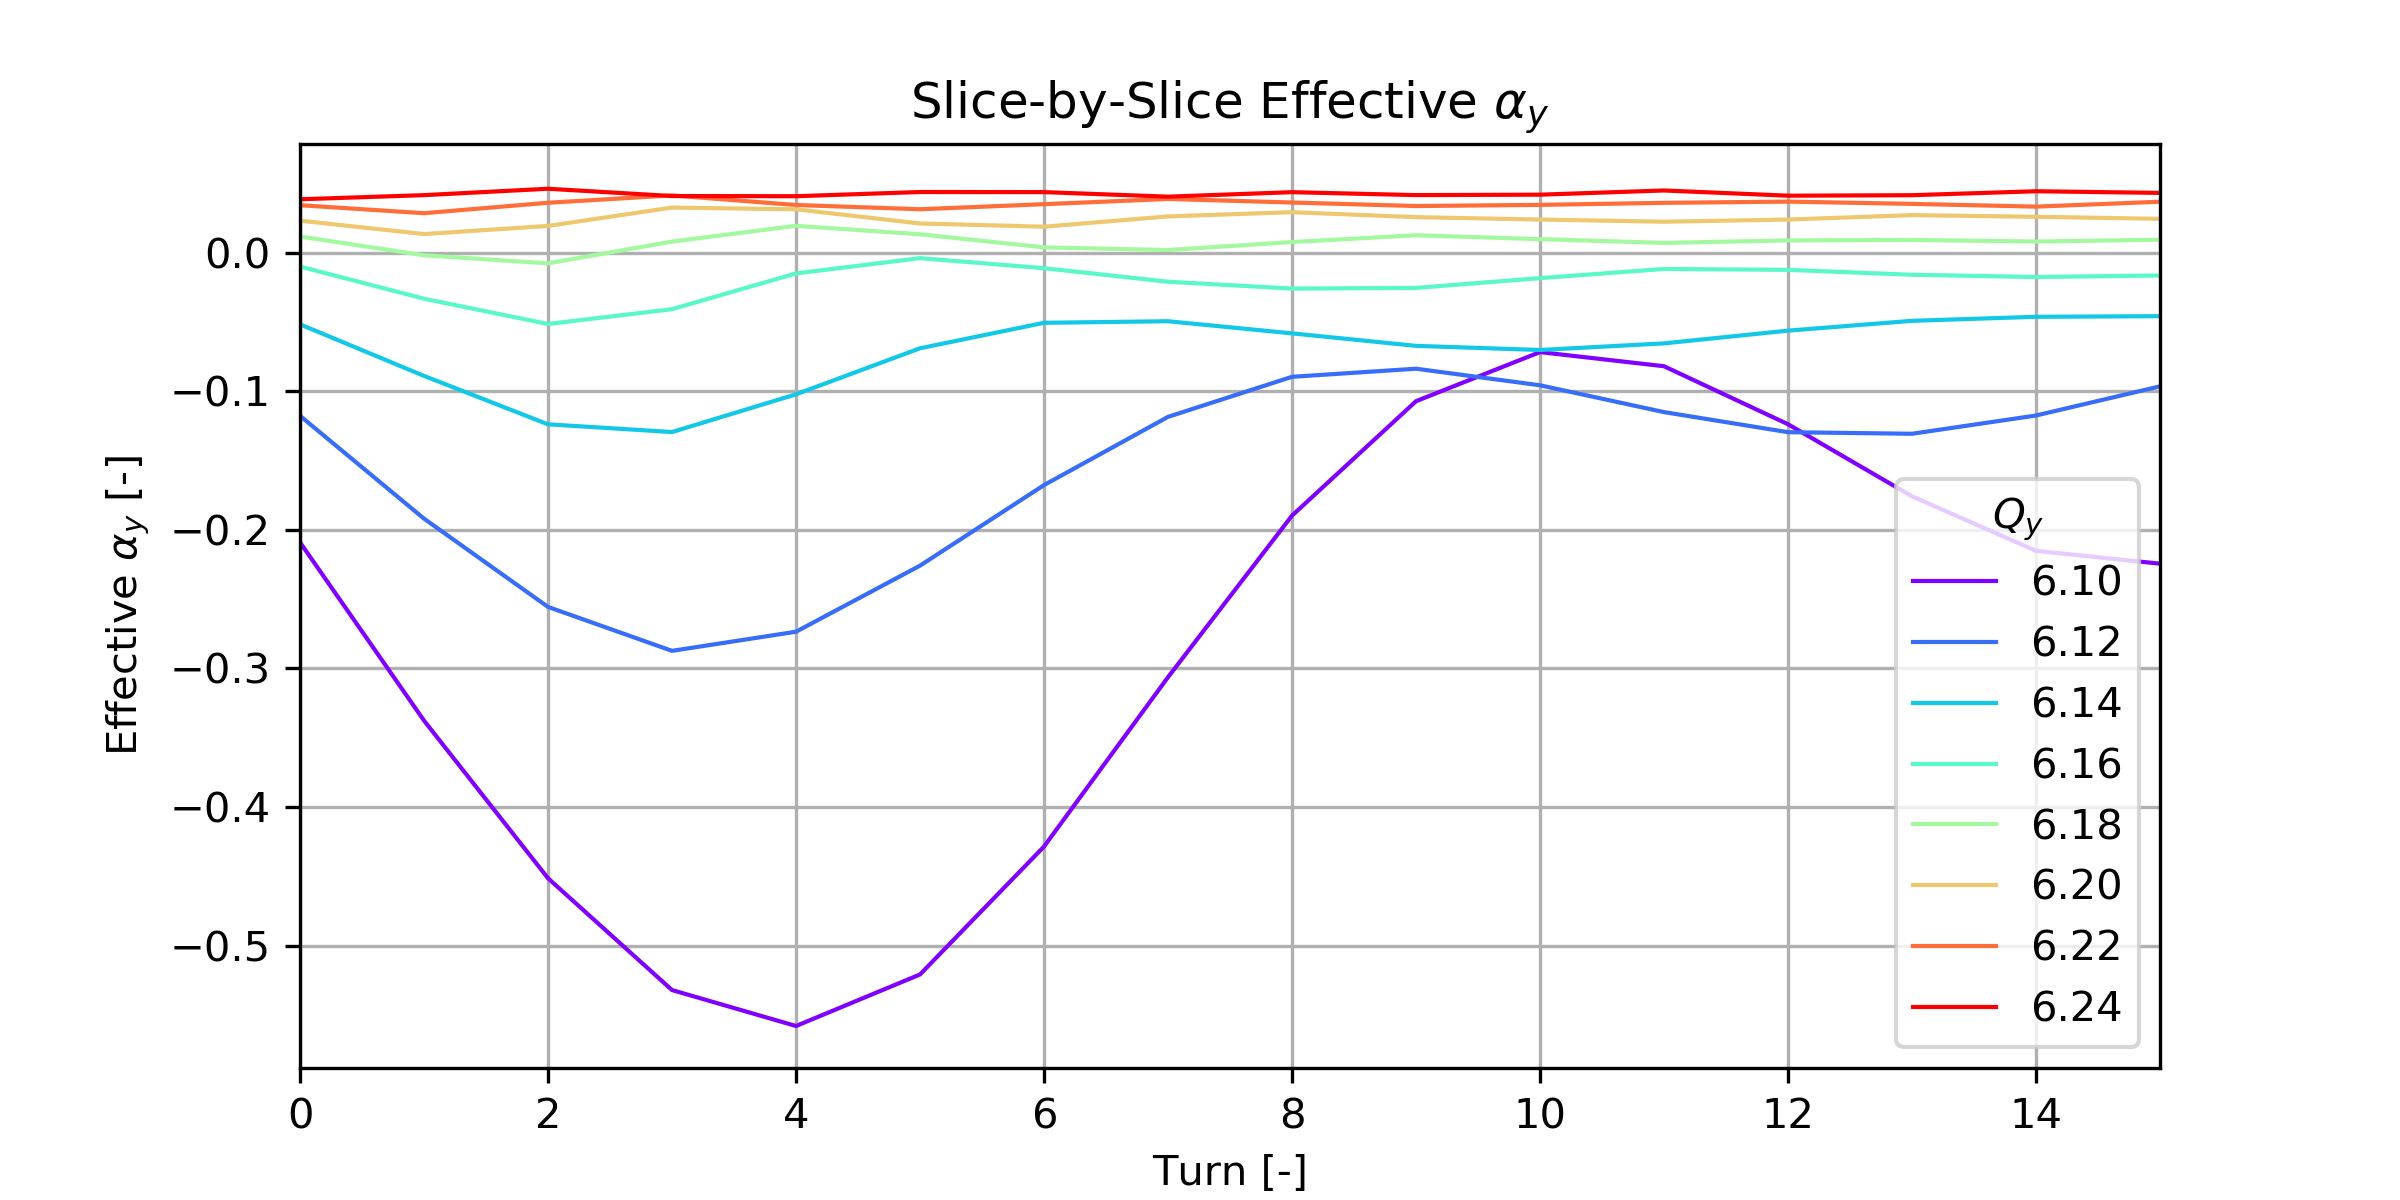 Slice-by-Slice Effective αy
Effective αy [-]
0.0
−0.1
−0.2
−0.3
−0.4
−0.5
Qy
6.10
6.12
6.14
6.16
6.18
6.20
6.22
6.24
0 2 4 6 8 10 12 14
Turn [-]